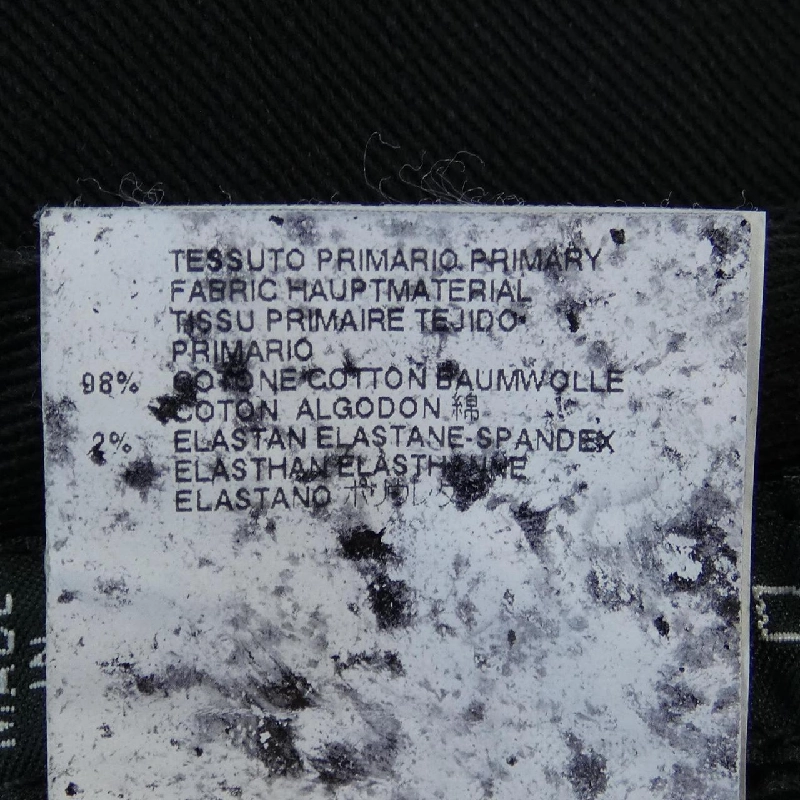 TESSUTO PRIMARIO PRIMARY
FABRIC HAUPTMATERIAL
TISSU PRIMAIRE TEJIDO
PRIMARIO
98% COTONE COTTON BAUMWOLLE
COTON ALGODON 綿
2% ELASTAN ELASTANE-SPANDEX
ELASTHAN ELASTHANNE
ELASTANO